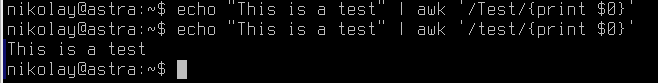 nikolay@astra:~$ echo "This is a test" | awk '/Test/{print $0}'
nikolay@astra:~$ echo "This is a test" | awk '/test/{print $0}'
This is a test
nikolay@astra:~$